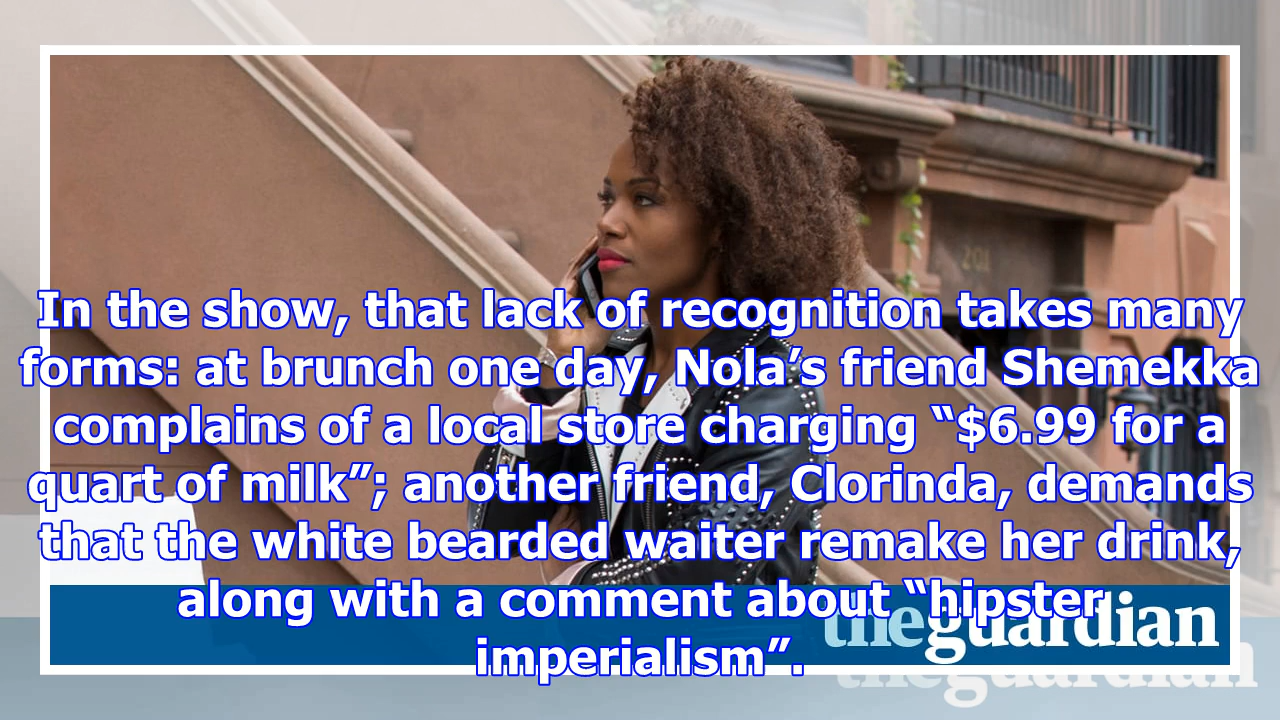 201
In the show, that lack of recognition takes many
forms: at brunch one day, Nola’s friend Shemekka
complains of a local store charging “$6.99 for a
quart of milk”; another friend, Clorinda, demands
that the white bearded waiter remake her drink,
along with a comment about “hipster
imperialism”.
theguardian
theguardian